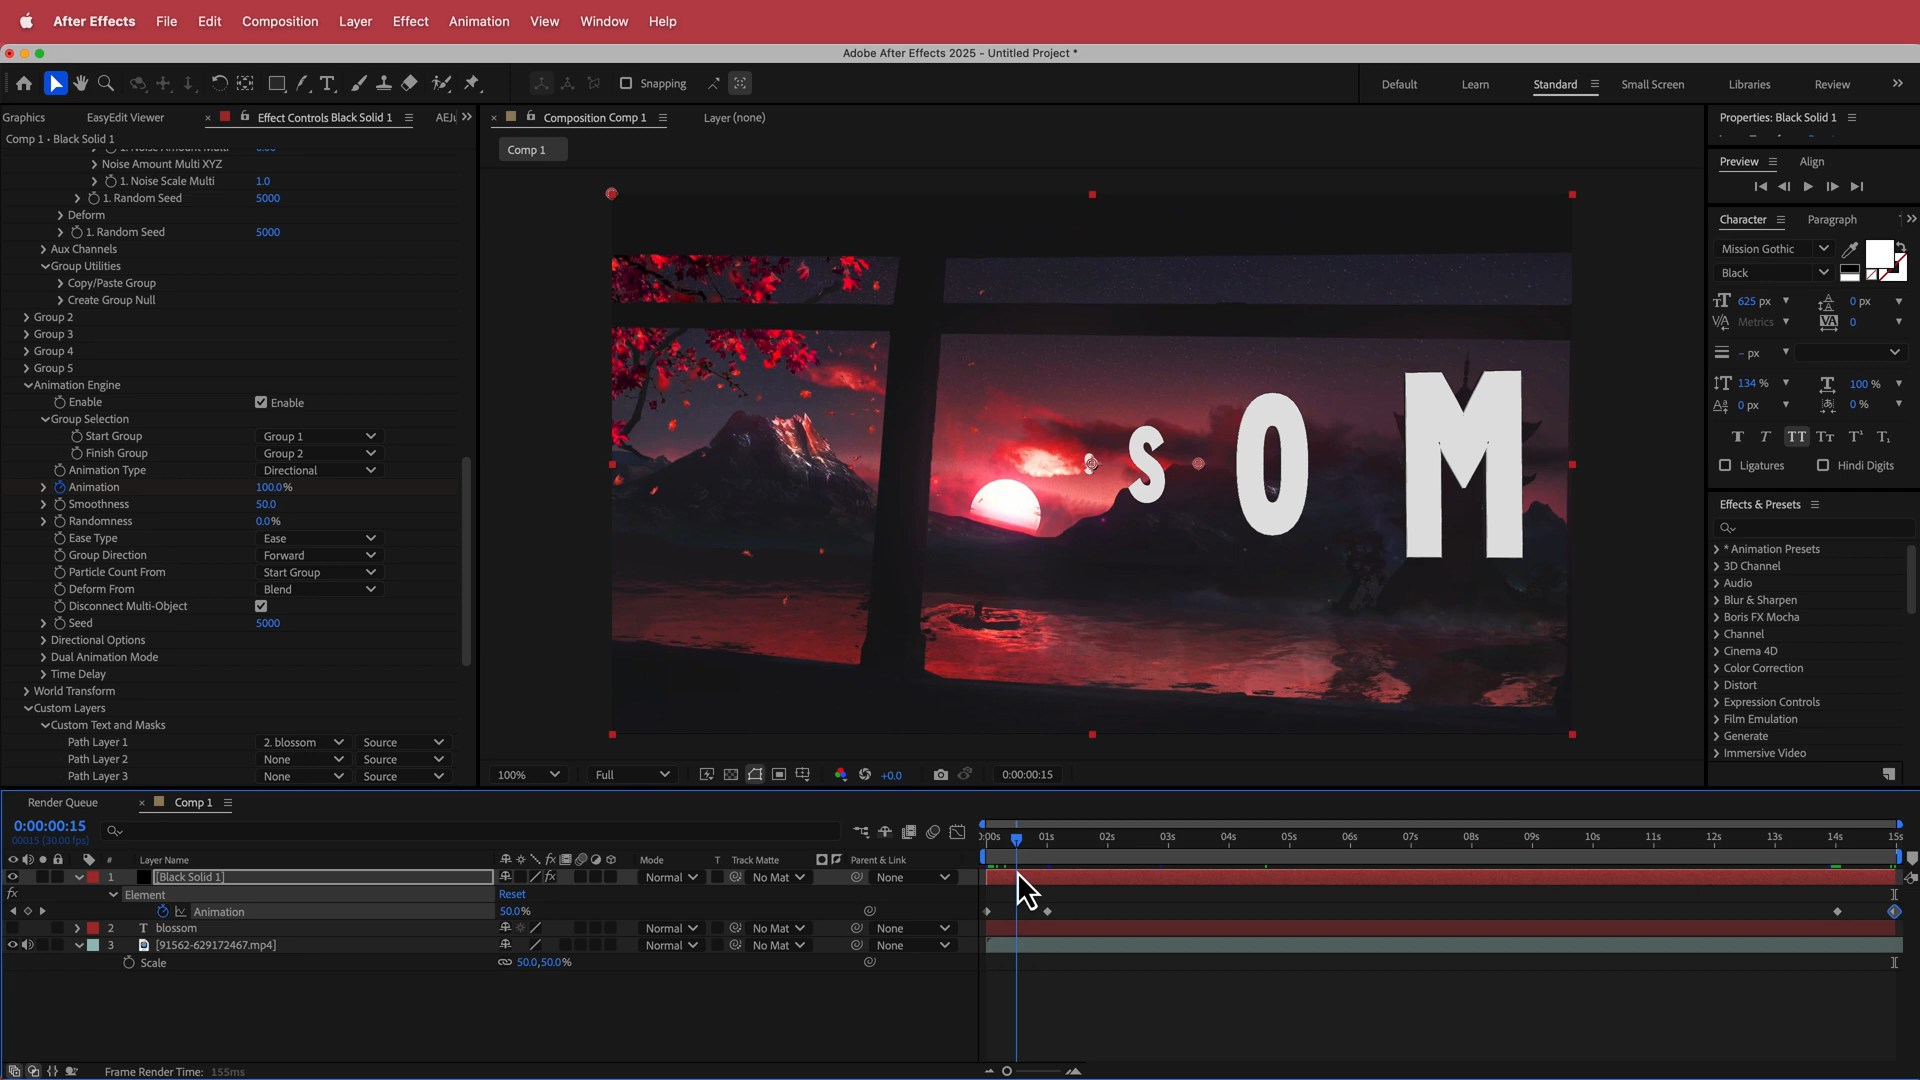 After Effects File Edit Composition Layer Effect Animation View Window Help
Adobe After Effects 2025 - Untitled Project *
Snapping
Default Learn Standard Small Screen Libraries Review
Graphics EasyEdit Viewer × Effect Controls Black Solid 1
Comp 1 • Black Solid 1
Noise Amount Multi XYZ
1. Noise Scale Multi 1.0
1. Random Seed 5000
Deform
1. Random Seed 5000
Aux Channels
Group Utilities
Copy/Paste Group
Create Group Null
Group 2
Group 3
Group 4
Group 5
Animation Engine
Enable Enable
Group Selection
Start Group Group 1
Finish Group Group 2
Animation Type Directional
Animation 100.0%
Smoothness 50.0
Randomness 0.0%
Ease Type Ease
Group Direction Forward
Particle Count From Start Group
Deform From Blend
Disconnect Multi-Object
Seed 5000
Directional Options
Dual Animation Mode
Time Delay
World Transform
Custom Layers
Custom Text and Masks
Path Layer 1 2. blossom Source
Path Layer 2 None Source
Path Layer 3 None Source
× Composition Comp 1 Layer (none)
Comp 1
S O M
100% Full +0.0 0:00:00:15
Properties: Black Solid 1
Preview Align
Character Paragraph
Mission Gothic
Black
625 px 0 px
Metrics 0
– px
134 % 100 %
0 px 0 %
T T TT Tт T¹ T₁
Ligatures Hindi Digits
Effects & Presets
* Animation Presets
3D Channel
Audio
Blur & Sharpen
Boris FX Mocha
Channel
Cinema 4D
Color Correction
Distort
Expression Controls
Film Emulation
Generate
Immersive Video
Render Queue × Comp 1
0:00:00:15
00015 (30.00 fps)
):00s 01s 02s 03s 04s 05s 06s 07s 08s 09s 10s 11s 12s 13s 14s 15s
# Layer Name Mode T Track Matte Parent & Link
1 [Black Solid 1] Normal No Mat None
fx Element Reset
Animation 50.0%
2 T blossom Normal No Mat None
3 [91562-629172467.mp4] Normal No Mat None
Scale 50.0,50.0%
Frame Render Time: 155ms